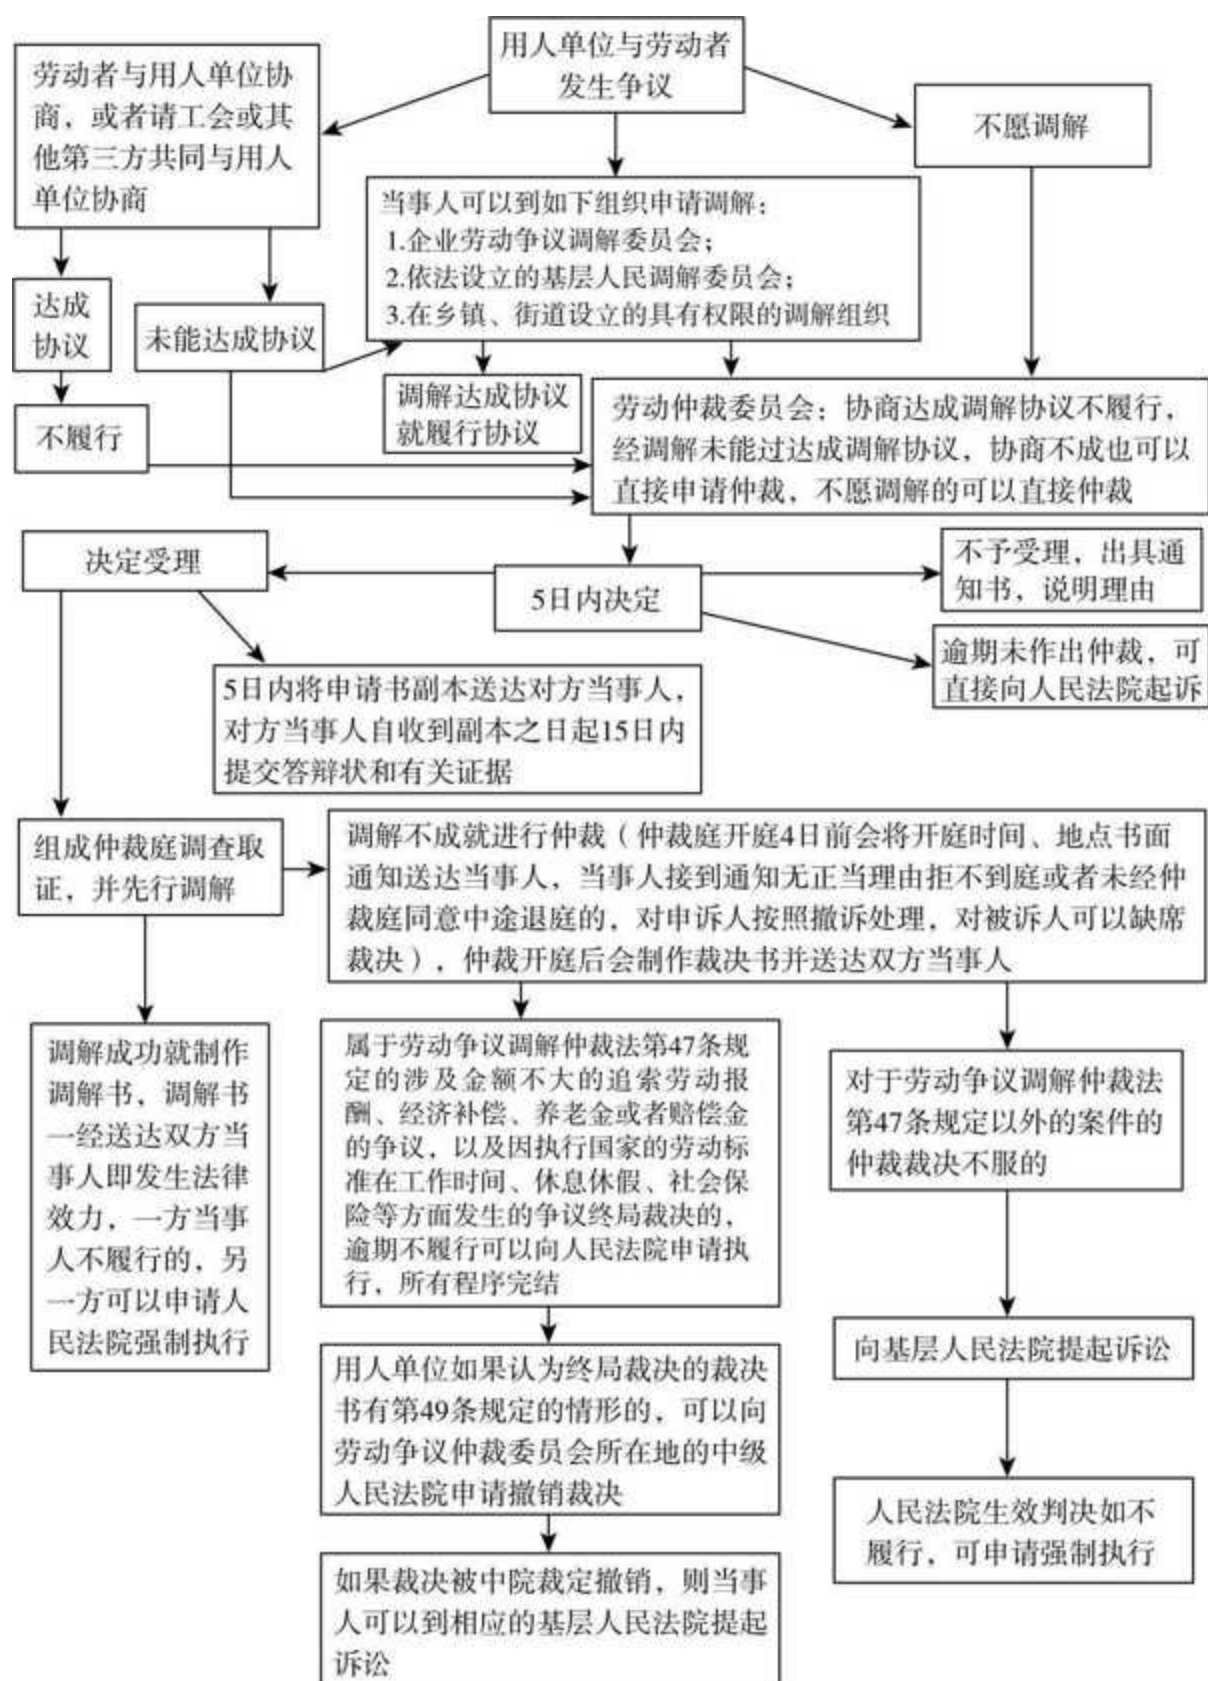 用人单位与劳动者
发生争议
劳动者与用人单位协
商，或者请工会或其
他第三方共同与用人
单位协商
不愿调解
当事人可以到如下组织申请调解：
1.企业劳动争议调解委员会；
2.依法设立的基层人民调解委员会；
3.在乡镇、街道设立的具有权限的调解组织
达成
协议
未能达成协议
不履行
调解达成协议
就履行协议
劳动仲裁委员会：协商达成调解协议不履行，
经调解未能过达成调解协议，协商不成也可以
直接申请仲裁，不愿调解的可以直接仲裁
决定受理
5日内决定
不予受理，出具通
知书，说明理由
逾期未作出仲裁，可
直接向人民法院起诉
5日内将申请书副本送达对方当事人，
对方当事人自收到副本之日起15日内
提交答辩状和有关证据
组成仲裁庭调查取
证，并先行调解
调解不成就进行仲裁（仲裁庭开庭4日前会将开庭时间、地点书面
通知送达当事人，当事人接到通知无正当理由拒不到庭或者未经仲
裁庭同意中途退庭的，对申诉人按照撤诉处理，对被诉人可以缺席
裁决），仲裁开庭后会制作裁决书并送达双方当事人
调解成功就制作
调解书，调解书
一经送达双方当
事人即发生法律
效力，一方当事
人不履行的，另
一方可以申请人
民法院强制执行
属于劳动争议调解仲裁法第47条规
定的涉及金额不大的追索劳动报
酬、经济补偿、养老金或者赔偿金
的争议，以及因执行国家的劳动标
准在工作时间、休息休假、社会保
险等方面发生的争议终局裁决的，
逾期不履行可以向人民法院申请执
行，所有程序完结
对于劳动争议调解仲裁法
第47条规定以外的案件的
仲裁裁决不服的
用人单位如果认为终局裁决的裁决
书有第49条规定的情形的，可以向
劳动争议仲裁委员会所在地的中级
人民法院申请撤销裁决
向基层人民法院提起诉讼
人民法院生效判决如不
履行，可申请强制执行
如果裁决被中院裁定撤销，则当事
人可以到相应的基层人民法院提起
诉讼